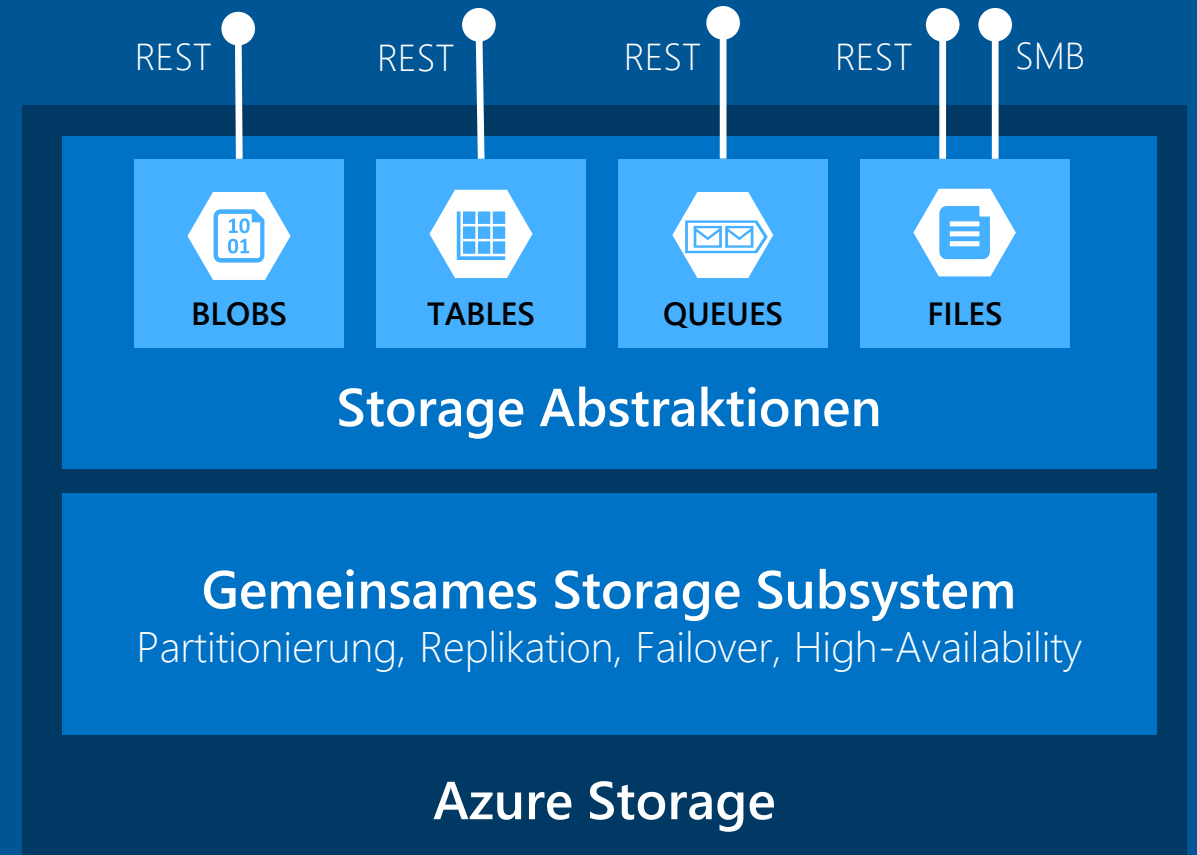 REST
REST
REST
REST
SMB
10
01
BLOBS
TABLES
QUEUES
FILES
Storage Abstraktionen
Gemeinsames Storage Subsystem
Partitionierung, Replikation, Failover, High-Availability
Azure Storage